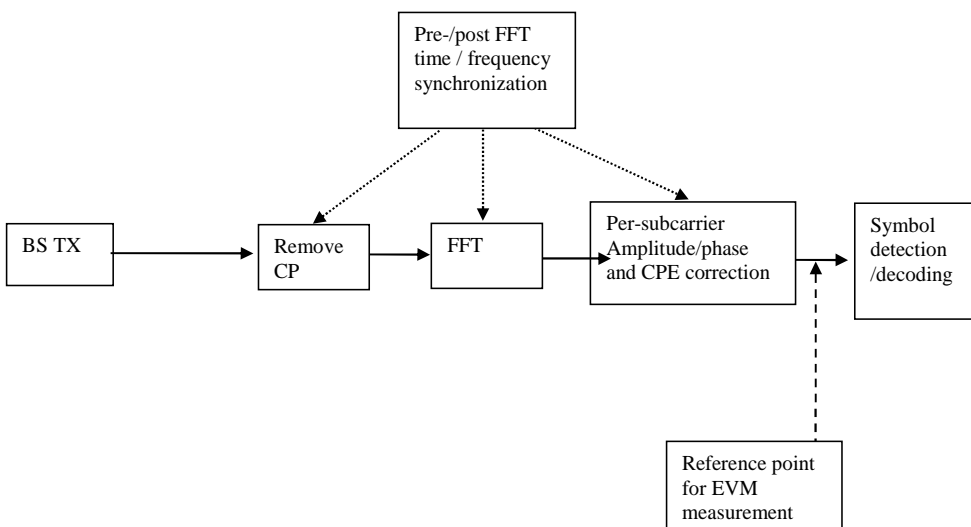 Pre-/post FFT
time / frequency
synchronization
BS TX
Remove
CP
FFT
Per-subcarrier
Amplitude/phase
and CPE correction
Symbol
detection
/decoding
Reference point
for EVM
measurement